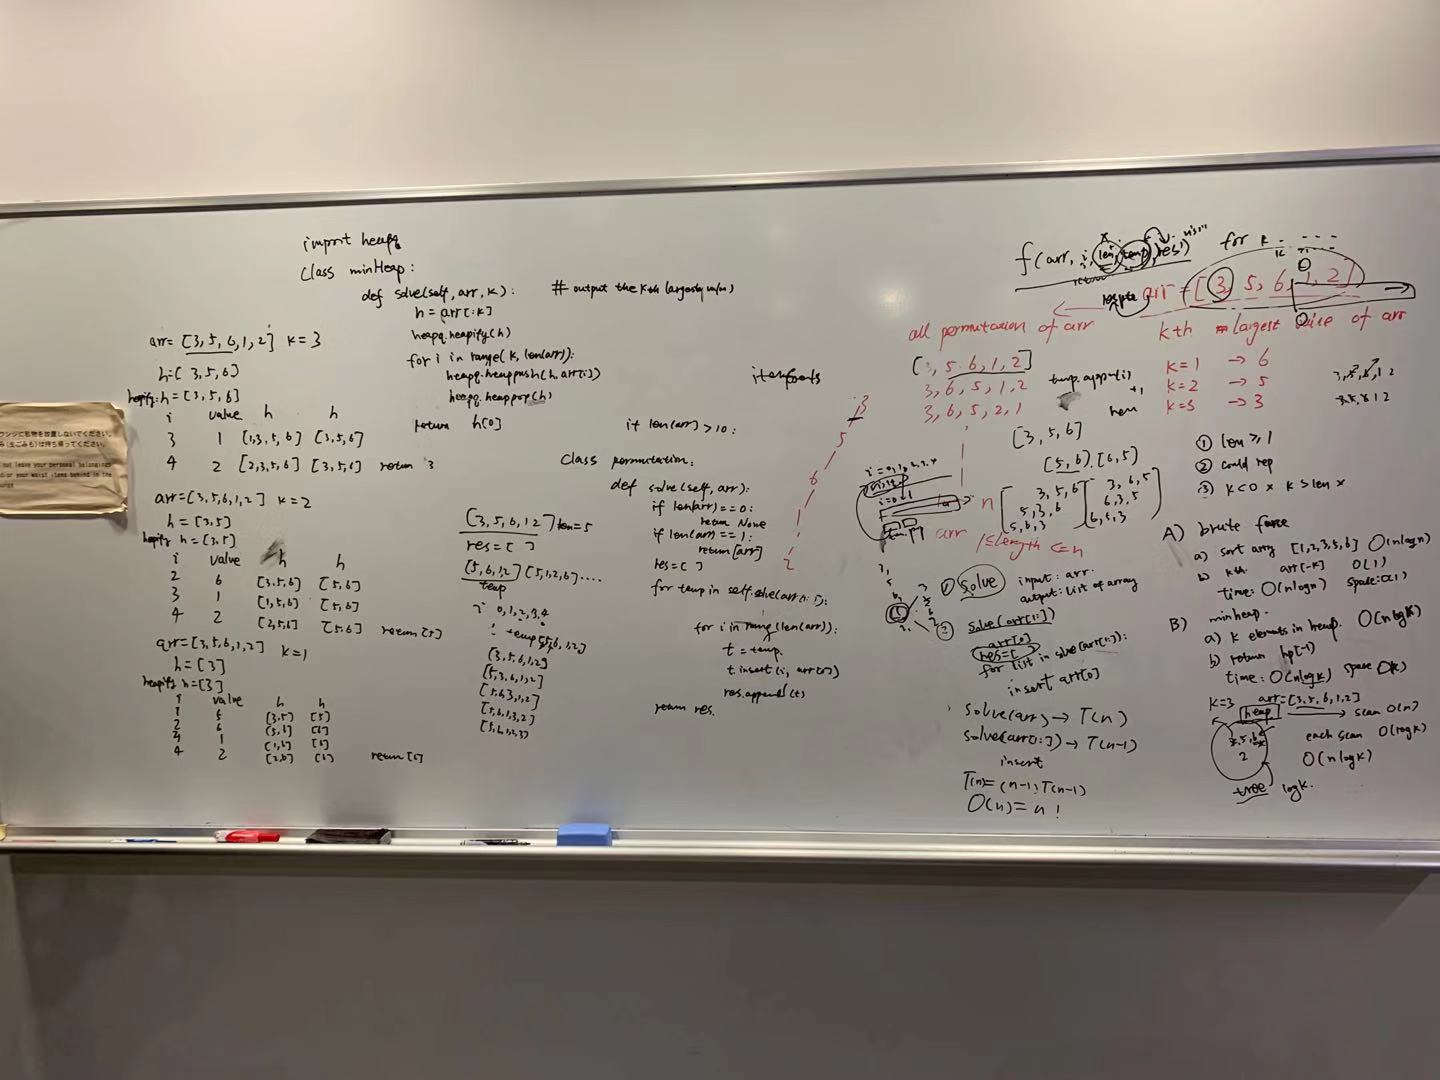 import heapq
class minHeap:
def solve(self, arr, k): # output the kth largest
h = arr[:k]
heapq.heapify(h)
for i in range(k, len(arr)):
heapq.heappush(h, arr[i])
heapq.heappop(h)
return h[0]
arr=[3,5,6,1,2] k=3
h=[3,5,6]
heapify: h=[3,5,6]
i value h h
3 1 [1,3,5,6] [3,5,6]
4 2 [2,3,5,6] [3,5,6] return 3
arr=[3,5,6,1,2] k=2
h=[3,5]
heapify h=[3,5]
i value h h
2 6 [3,5,6] [5,6]
3 1 [1,5,6] [5,6]
4 2 [2,5,6] [5,6] return [5]
arr=[3,5,6,1,2] k=1
h=[3]
heapify h=[3]
i value h h
1 5 [3,5] [5]
2 6 [5,6] [6]
3 1 [1,6] [6]
4 2 [2,6] [6] return [6]
if len(arr) > 10:
class permutation:
def solve(self, arr):
if len(arr)==0:
return None
if len(arr)==1:
return [arr]
res=[]
for temp in self.solve(arr[1:]):
for i in rang(len(arr)):
t = temp
t.insert(i, arr[0])
res.append(t)
return res
[3,5,6,1,2] len=5
res=[]
[5,6,1,2] [5,1,2,6]....
temp
i 0,1,2,3,4
[3,5,6,1,2]
[5,3,6,1,2]
[5,6,3,1,2]
[5,6,1,3,2]
[5,6,1,2,3]
3
5
6
1
2
f(arr, i, len, temp, res) for k
arr=[3,5,6,1,2]
all permutation of arr
[3,5,6,1,2]
3,6,5,1,2
3,6,5,2,1
temp.append(i)
+1
kth largest value of arr
k=1 → 6
k=2 → 5
k=3 → 3
[3,5,6]
[5,6] [6,5]
3,5,6
5,3,6
5,6,3
3,6,5
6,3,5
n
arr 1≤length<=n
① len ≥ 1
② could rep
③ k<0 × k>len ×
① solve input: arr.
output: list of array
② solve(arr[1:])
arr[0]
res=[]
for list in solve(arr[1:]):
insert arr[0]
solve(arr) → T(n)
solve(arr[1:]) → T(n-1)
insert
T(n)=(n-1)T(n-1)
O(n)=n!
A) brute force
a) sort array [1,2,3,5,6] O(nlogn)
b) kth. arr[-k] O(1)
time: O(nlogn) space: O(1)
B) minheap.
a) k elements in heap. O(nlogk)
b) return hp[-1]
time: O(nlogk) space O(k)
k=3 arr=[3,5,6,1,2]
heap → scan O(n)
each scan O(logk)
2 O(nlogk)
tree logk.